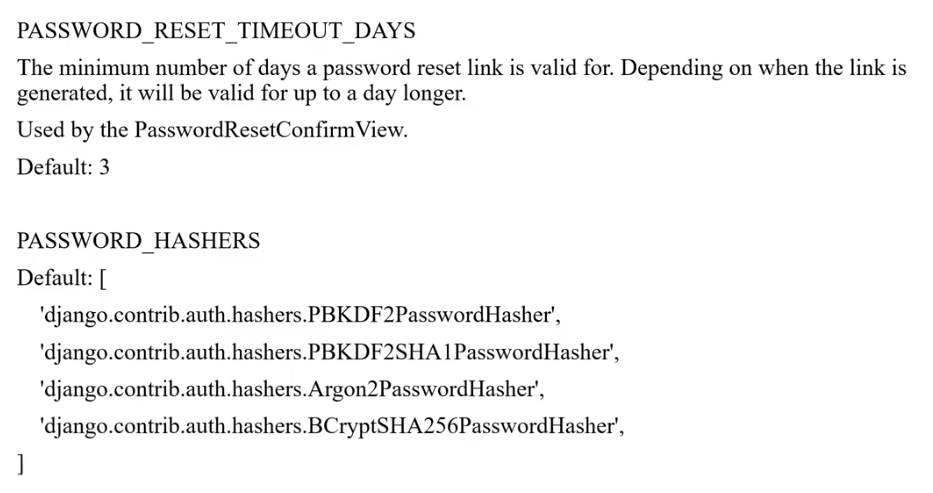 PASSWORD_RESET_TIMEOUT_DAYS
The minimum number of days a password reset link is valid for. Depending on when the link is
generated, it will be valid for up to a day longer.
Used by the PasswordResetConfirmView.
Default: 3
PASSWORD_HASHERS
Default: [
'django.contrib.auth.hashers.PBKDF2PasswordHasher',
'django.contrib.auth.hashers.PBKDF2SHA1PasswordHasher',
'django.contrib.auth.hashers.Argon2PasswordHasher',
'django.contrib.auth.hashers.BCryptSHA256PasswordHasher',
]